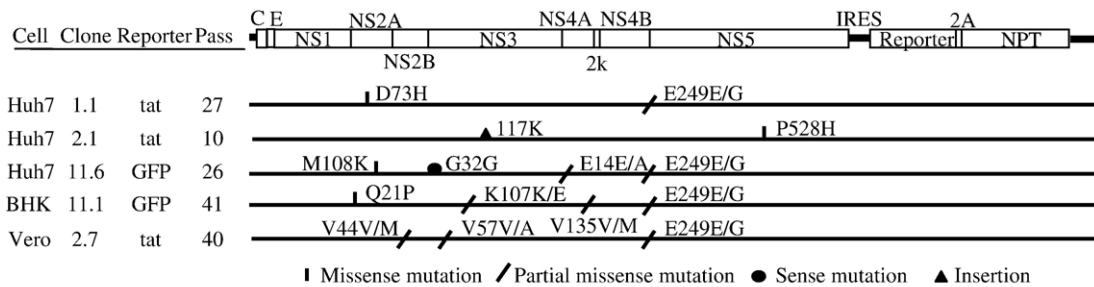 C E NS2A NS4A NS4B IRES 2A
Cell Clone Reporter Pass NS1 NS3 NS5 Reporter NPT
NS2B 2k
Huh7 1.1 tat 27 D73H E249E/G
Huh7 2.1 tat 10 117K P528H
Huh7 11.6 GFP 26 M108K G32G E14E/A E249E/G
BHK 11.1 GFP 41 Q21P K107K/E E249E/G
Vero 2.7 tat 40 V44V/M V57V/A V135V/M E249E/G
Missense mutation Partial missense mutation Sense mutation Insertion